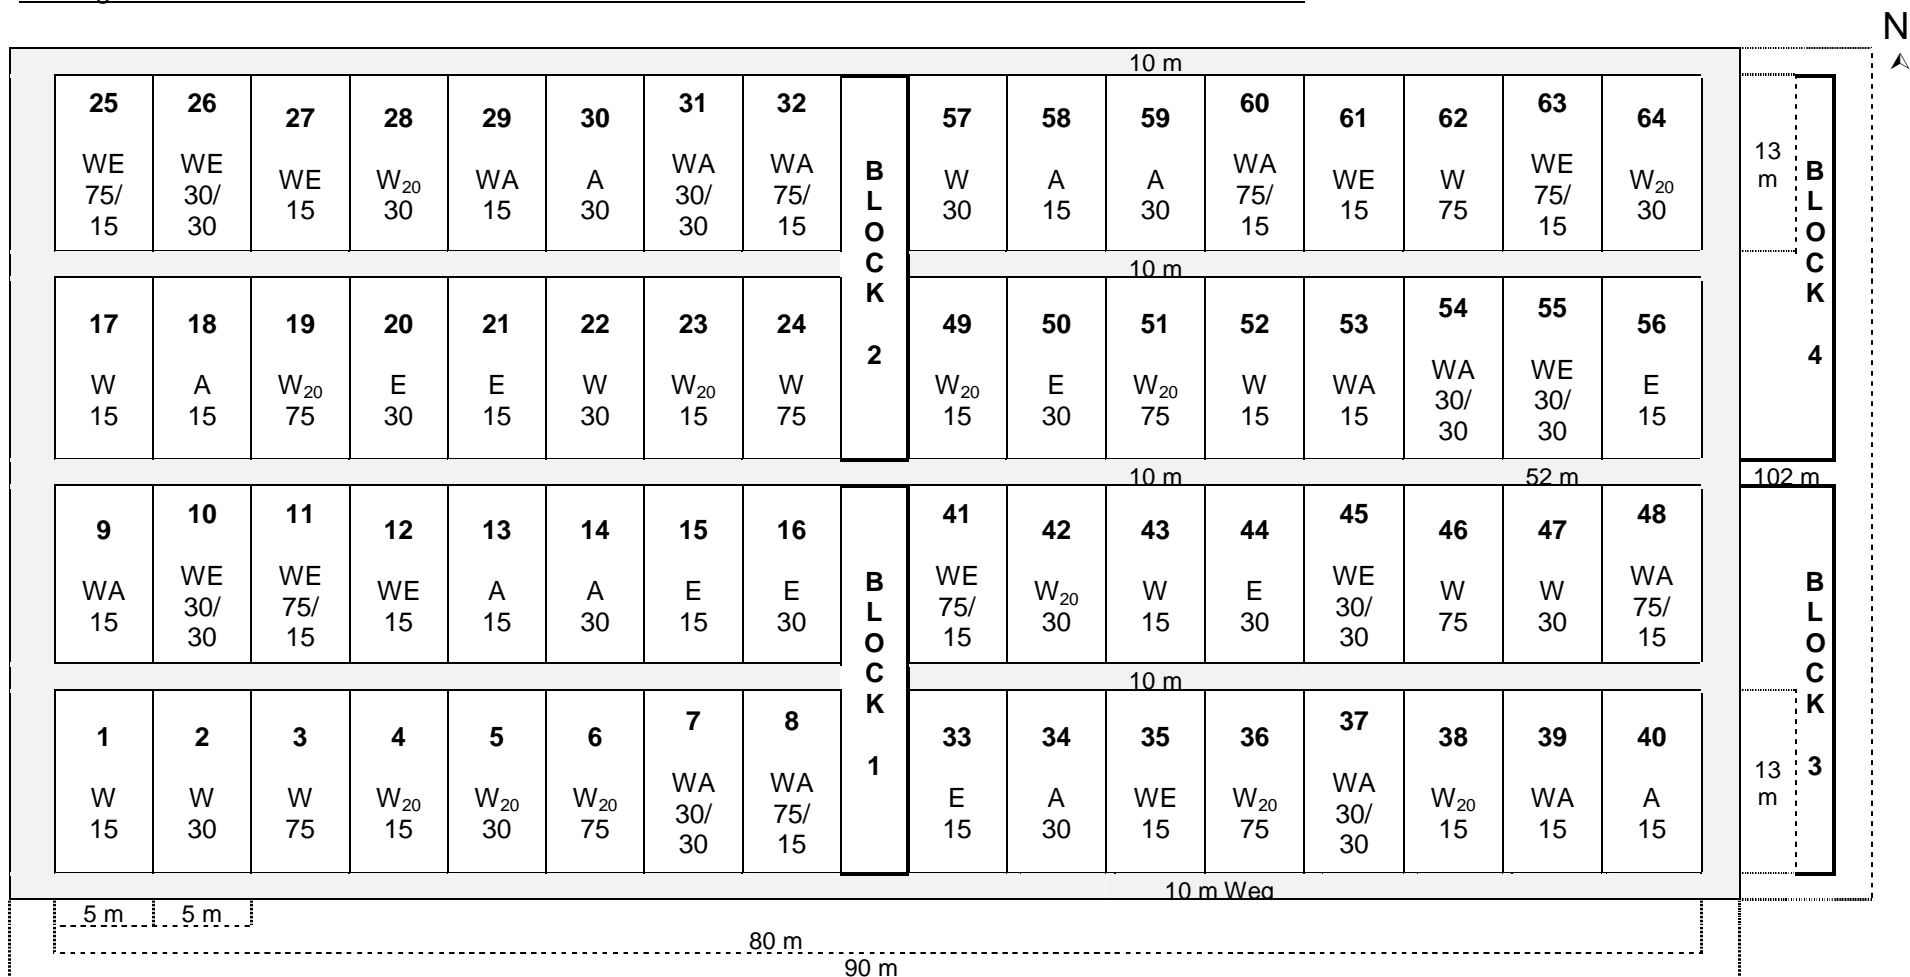 N
10 m
25 26 27 28 29 30 31 32 57 58 59 60 61 62 63 64
WE 75/ 15
WE 30/ 30
WE 15
W₂₀ 30
WA 15
A 30
WA 30/ 30
WA 75/ 15
W 30
A 15
A 30
WA 75/ 15
WE 15
W 75
WE 75/ 15
W₂₀ 30
13 m
BLOCK 2
BLOCK 4
10 m
17 18 19 20 21 22 23 24 49 50 51 52 53 54 55 56
W 15
A 15
W₂₀ 75
E 30
E 15
W 30
W₂₀ 15
W 75
W₂₀ 15
E 30
W₂₀ 75
W 15
WA 15
WA 30/ 30
WE 30/ 30
E 15
10 m 52 m 102 m
9 10 11 12 13 14 15 16 41 42 43 44 45 46 47 48
WA 15
WE 30/ 30
WE 75/ 15
WE 15
A 15
A 30
E 15
E 30
WE 75/ 15
W₂₀ 30
W 15
E 30
WE 30/ 30
W 75
W 30
WA 75/ 15
BLOCK 1
BLOCK 3
10 m
1 2 3 4 5 6 7 8 33 34 35 36 37 38 39 40
W 15
W 30
W 75
W₂₀ 15
W₂₀ 30
W₂₀ 75
WA 30/ 30
WA 75/ 15
E 15
A 30
WE 15
W₂₀ 75
WA 30/ 30
W₂₀ 15
WA 15
A 15
13 m
10 m Weg
5 m 5 m
80 m
90 m